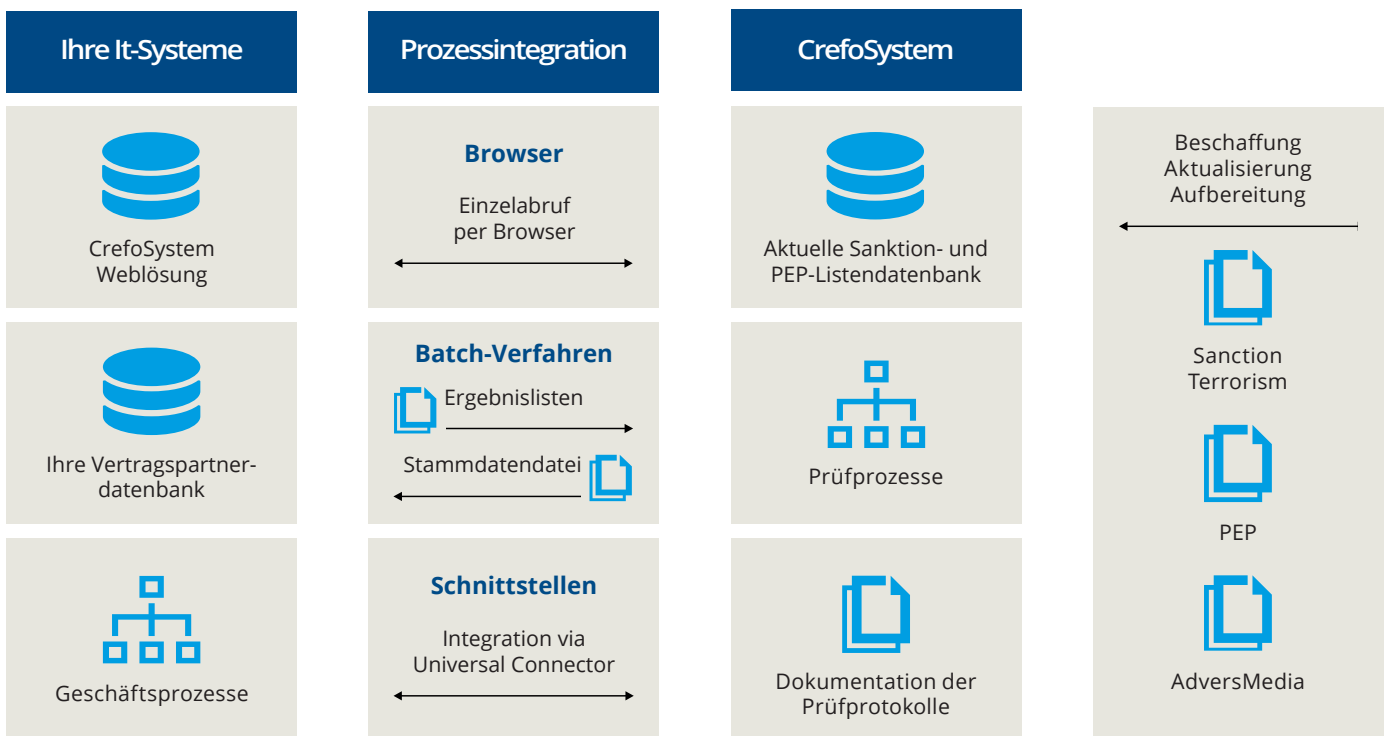 Ihre It-Systeme
CrefoSystem
Weblösung
Ihre Vertragspartner-
datenbank
Geschäftsprozesse
Prozessintegration
Browser
Einzelabruf
per Browser
Batch-Verfahren
Ergebnislisten
Stammdatendatei
Schnittstellen
Integration via
Universal Connector
CrefoSystem
Aktuelle Sanktion- und
PEP-Listendatenbank
Prüfprozesse
Dokumentation der
Prüfprotokolle
Beschaffung
Aktualisierung
Aufbereitung
Sanction
Terrorism
PEP
AdversMedia